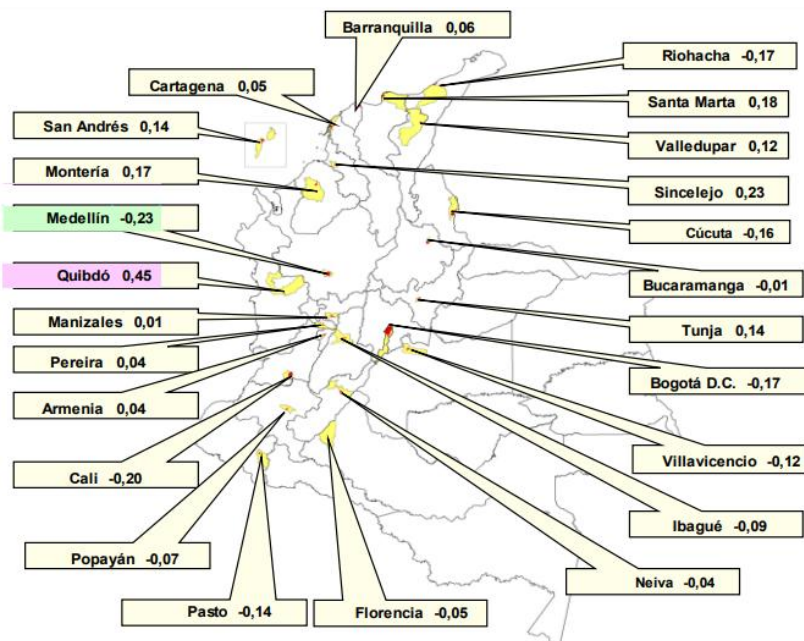 Barranquilla 0,06
Riohacha -0,17
Cartagena 0,05
Santa Marta 0,18
San Andrés 0,14
Valledupar 0,12
Montería 0,17
Sincelejo 0,23
Medellín -0,23
Cúcuta -0,16
Quibdó 0,45
Bucaramanga -0,01
Manizales 0,01
Tunja 0,14
Pereira 0,04
Bogotá D.C. -0,17
Armenia 0,04
Villavicencio -0,12
Cali -0,20
Ibagué -0,09
Popayán -0,07
Neiva -0,04
Pasto -0,14
Florencia -0,05